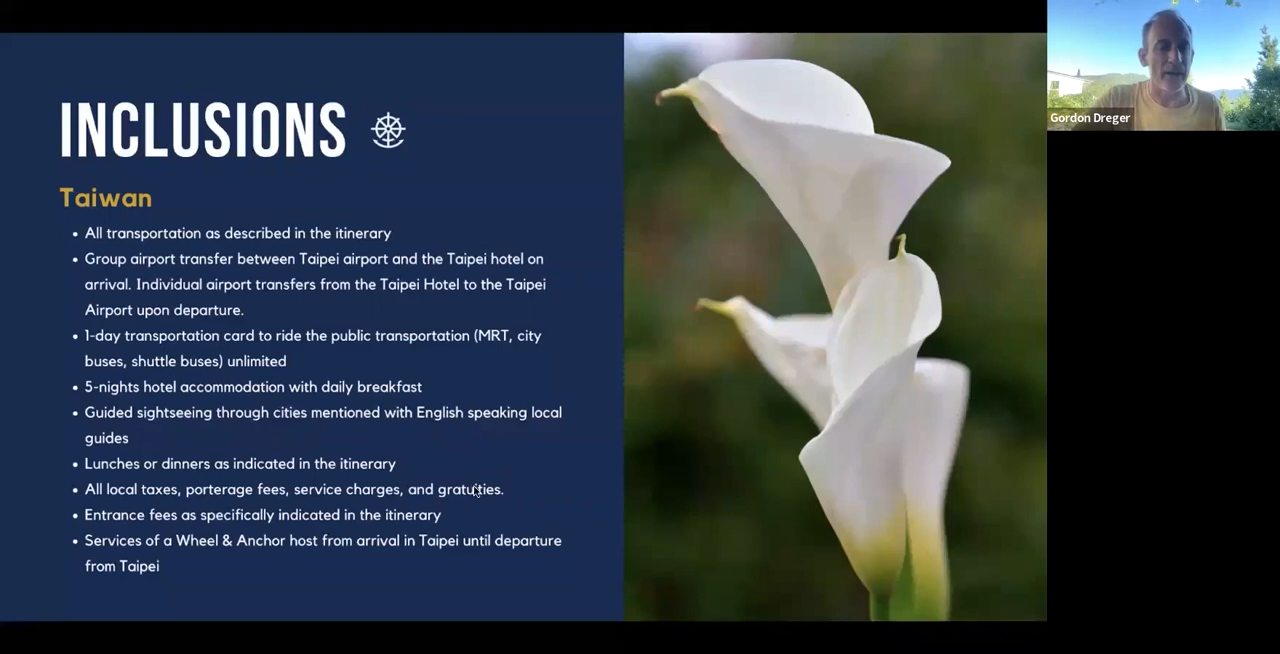 INCLUSIONS
Taiwan
• All transportation as described in the itinerary
• Group airport transfer between Taipei airport and the Taipei hotel on
arrival. Individual airport transfers from the Taipei Hotel to the Taipei
Airport upon departure.
• 1-day transportation card to ride the public transportation (MRT, city
buses, shuttle buses) unlimited
• 5-nights hotel accommodation with daily breakfast
• Guided sightseeing through cities mentioned with English speaking local
guides
• Lunches or dinners as indicated in the itinerary
• All local taxes, porterage fees, service charges, and gratuities.
• Entrance fees as specifically indicated in the itinerary
• Services of a Wheel & Anchor host from arrival in Taipei until departure
from Taipei
Gordon Dreger